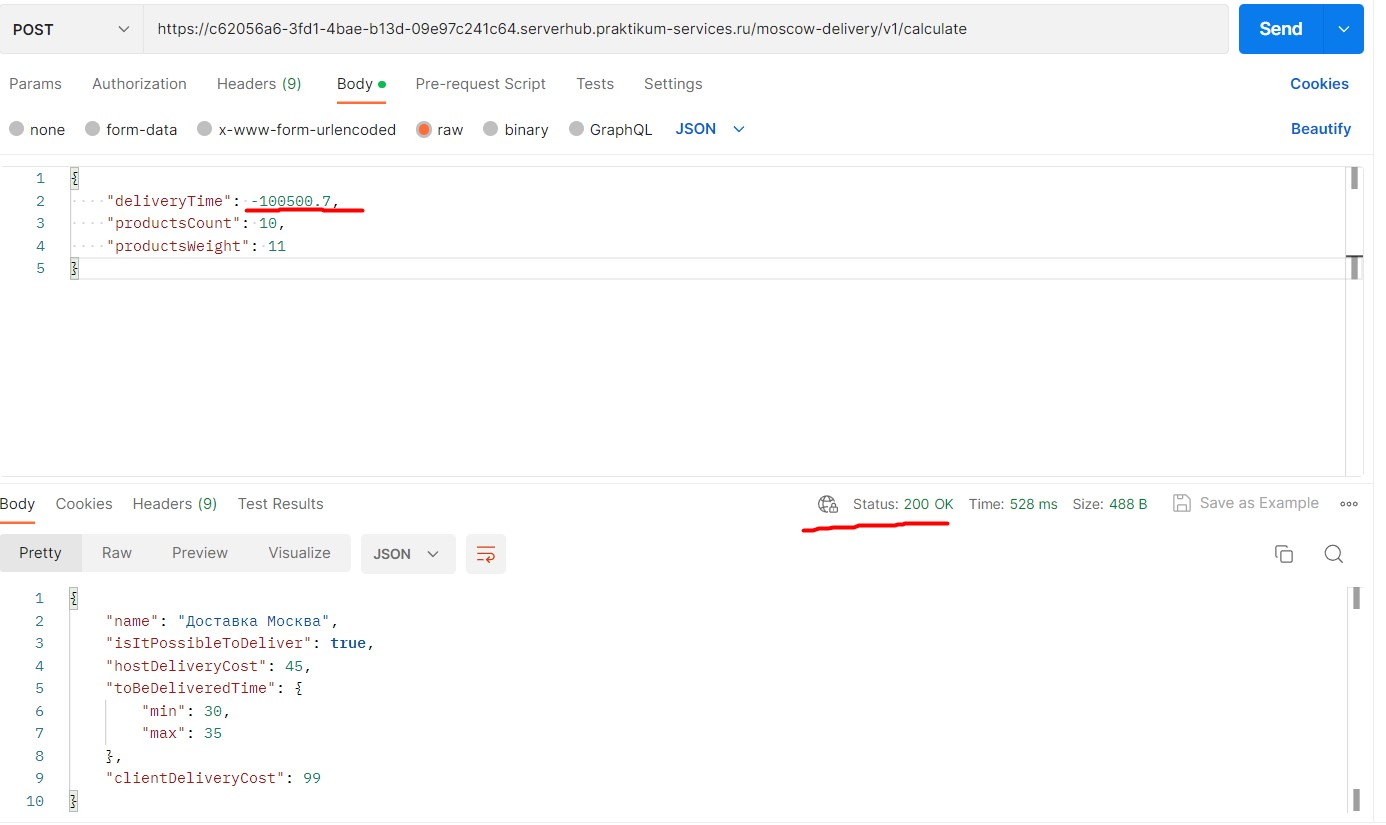 POST https://c62056a6-3fd1-4bae-b13d-09e97c241c64.serverhub.praktikum-services.ru/moscow-delivery/v1/calculate Send
Params Authorization Headers (9) Body Pre-request Script Tests Settings Cookies
none form-data x-www-form-urlencoded raw binary GraphQL JSON Beautify
1 {
2 "deliveryTime": -100500.7,
3 "productsCount": 10,
4 "productsWeight": 11
5 }
Body Cookies Headers (9) Test Results Status: 200 OK Time: 528 ms Size: 488 B Save as Example
Pretty Raw Preview Visualize JSON
1 {
2 "name": "Доставка Москва",
3 "isItPossibleToDeliver": true,
4 "hostDeliveryCost": 45,
5 "toBeDeliveredTime": {
6 "min": 30,
7 "max": 35
8 },
9 "clientDeliveryCost": 99
10 }